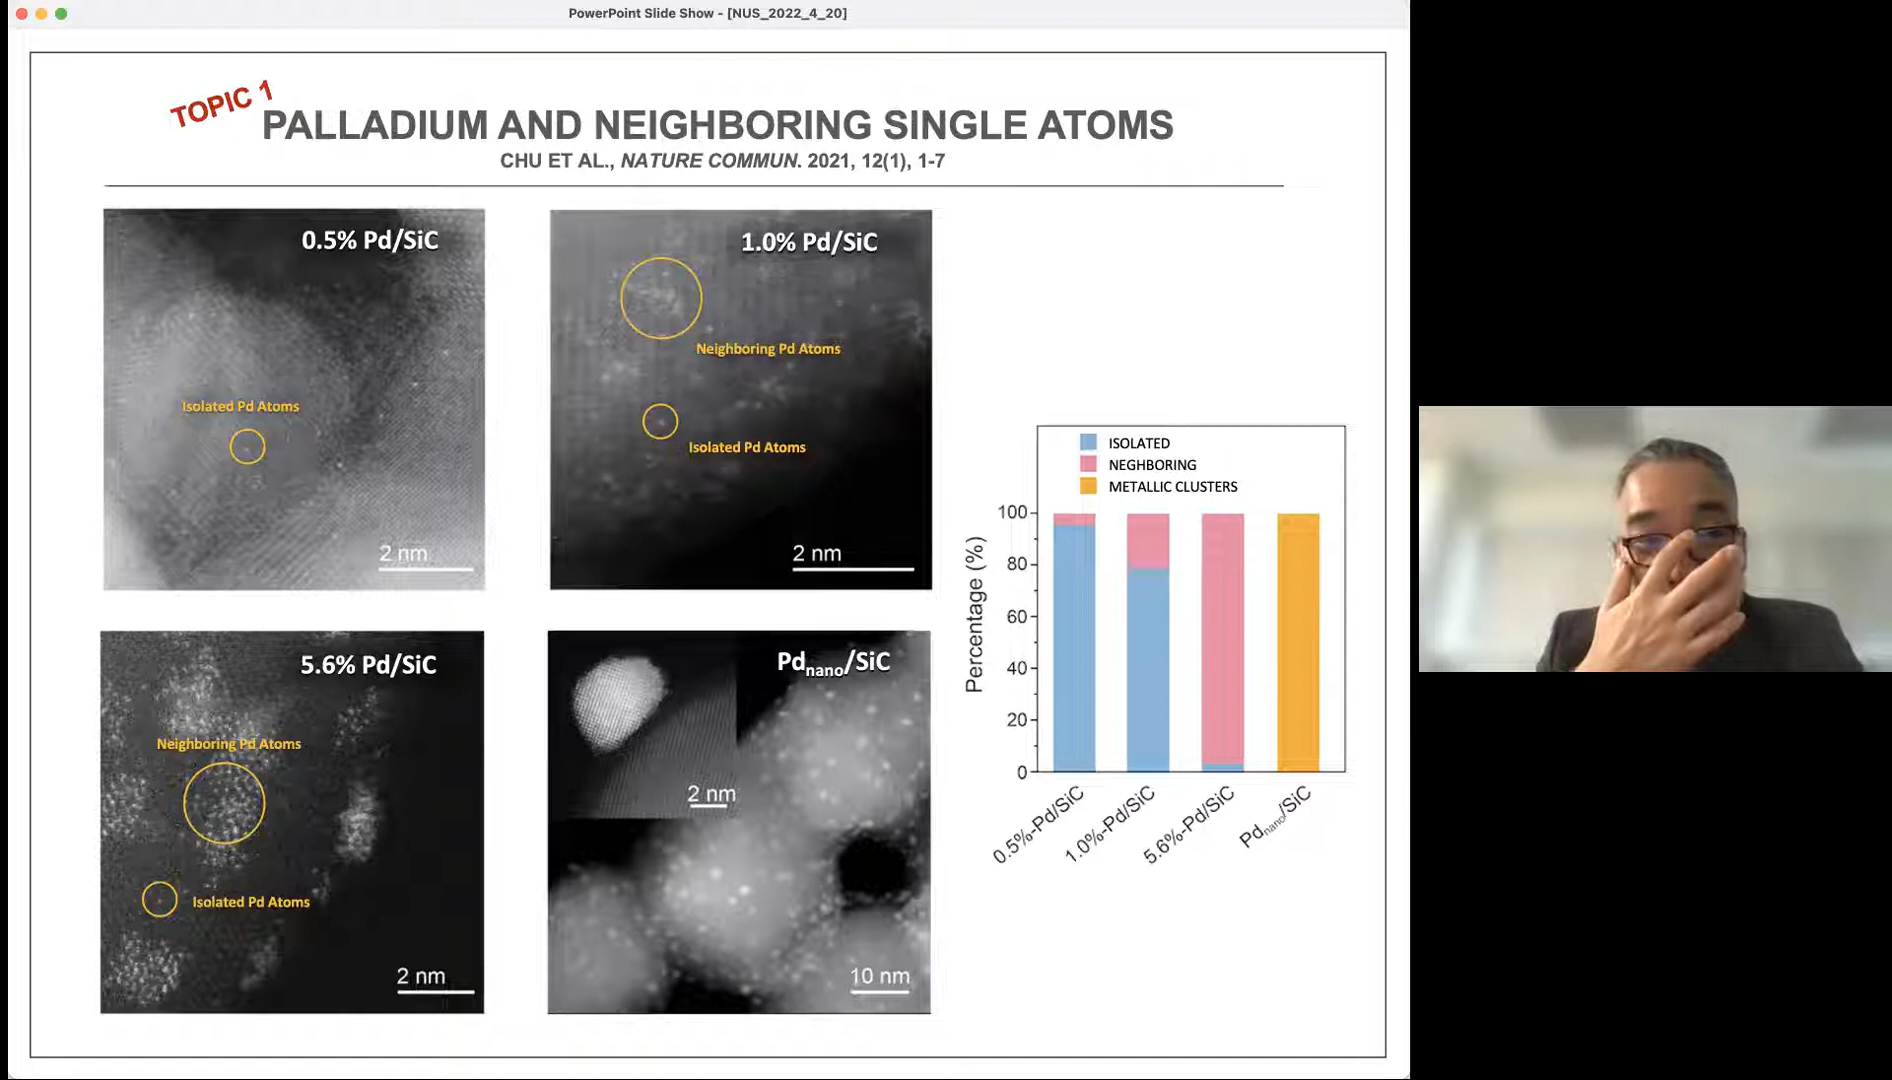 PowerPoint Slide Show - [NUS_2022_4_20]
TOPIC 1
PALLADIUM AND NEIGHBORING SINGLE ATOMS
CHU ET AL., NATURE COMMUN. 2021, 12(1), 1-7
0.5% Pd/SiC
Isolated Pd Atoms
2 nm
1.0% Pd/SiC
Neighboring Pd Atoms
Isolated Pd Atoms
2 nm
5.6% Pd/SiC
Neighboring Pd Atoms
Isolated Pd Atoms
2 nm
Pdnano/SiC
2 nm
10 nm
ISOLATED
NEGHBORING
METALLIC CLUSTERS
Percentage (%)
100
80
60
40
20
0
0.5%-Pd/SiC
1.0%-Pd/SiC
5.6%-Pd/SiC
Pdnano/SiC